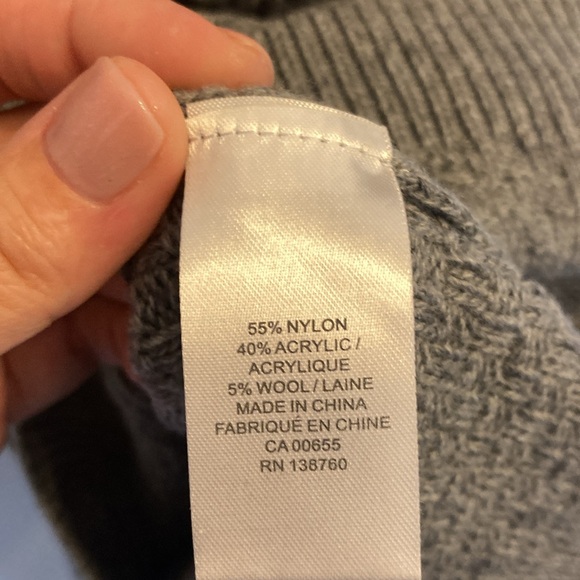 55% NYLON
40% ACRYLIC /
ACRYLIQUE
5% WOOL / LAINE
MADE IN CHINA
FABRIQUÉ EN CHINE
CA 00655
RN 138760